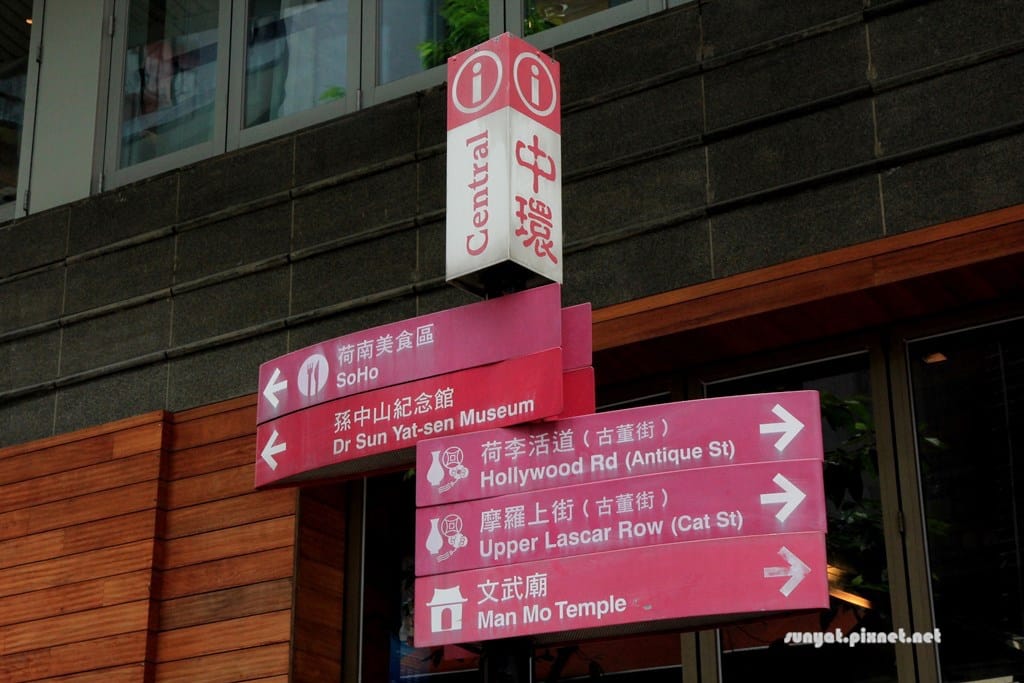 i i
Central
中環
荷南美食區
SoHo
孫中山紀念館
Dr Sun Yat-sen Museum
荷李活道（古董街）
Hollywood Rd (Antique St)
摩羅上街（古董街）
Upper Lascar Row (Cat St)
文武廟
Man Mo Temple
sunyat.pixnet.net